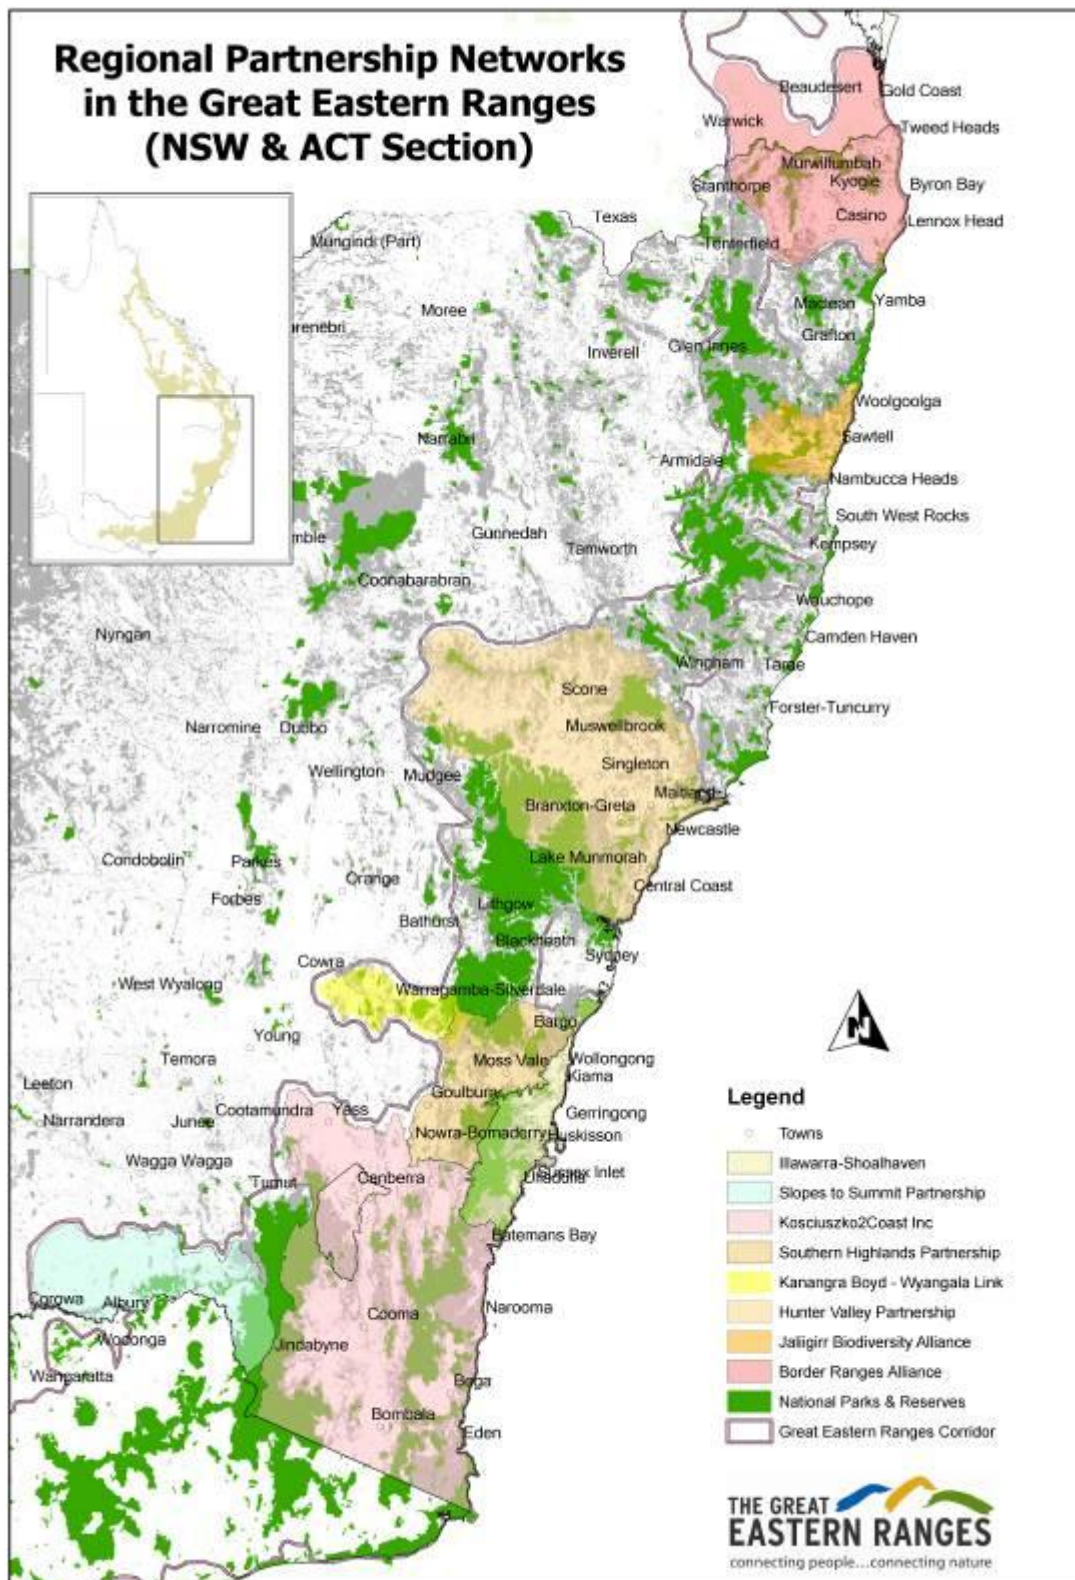 Regional Partnership Networks
in the Great Eastern Ranges
(NSW & ACT Section)
Beaudesert
Gold Coast
Warwick
Tweed Heads
Murwillumbah
Stanthorpe
Kyogle
Byron Bay
Texas
Casino
Lennox Head
Mungindi (Part)
Tenterfield
Moree
Maclean
Yamba
arenebri
Inverell
Glen Innes
Grafton
Woolgoolga
Narrabri
Sawtell
Armidale
Nambucca Heads
South West Rocks
mble
Gunnedah
Tamworth
Kempsey
Coonabarabran
Wauchope
Nyngan
Camden Haven
Wingham
Taree
Scone
Forster-Tuncurry
Narromine
Dubbo
Muswellbrook
Wellington
Mudgee
Singleton
Maitland
Branxton-Greta
Newcastle
Condobolin
Parkes
Lake Munmorah
Orange
Central Coast
Forbes
Bathurst
Lithgow
Blackheath
Sydney
Cowra
West Wyalong
Warragamba-Silverdale
Bargo
Young
Temora
Moss Vale
Wollongong
Kiama
Leeton
Goulburn
Narrandera
Junee
Cootamundra
Yass
Gerringong
Nowra-Bomaderry
Huskisson
Wagga Wagga
Sussex Inlet
Ulladulla
Tumut
Canberra
Batemans Bay
Corowa
Albury
Cooma
Narooma
Wodonga
Jindabyne
Wangaratta
Bega
Bombala
Eden
N
Legend
Towns
Illawarra-Shoalhaven
Slopes to Summit Partnership
Kosciuszko2Coast Inc
Southern Highlands Partnership
Kanangra Boyd - Wyangala Link
Hunter Valley Partnership
Jaliigirr Biodiversity Alliance
Border Ranges Alliance
National Parks & Reserves
Great Eastern Ranges Corridor
THE GREAT
EASTERN RANGES
connecting people...connecting nature